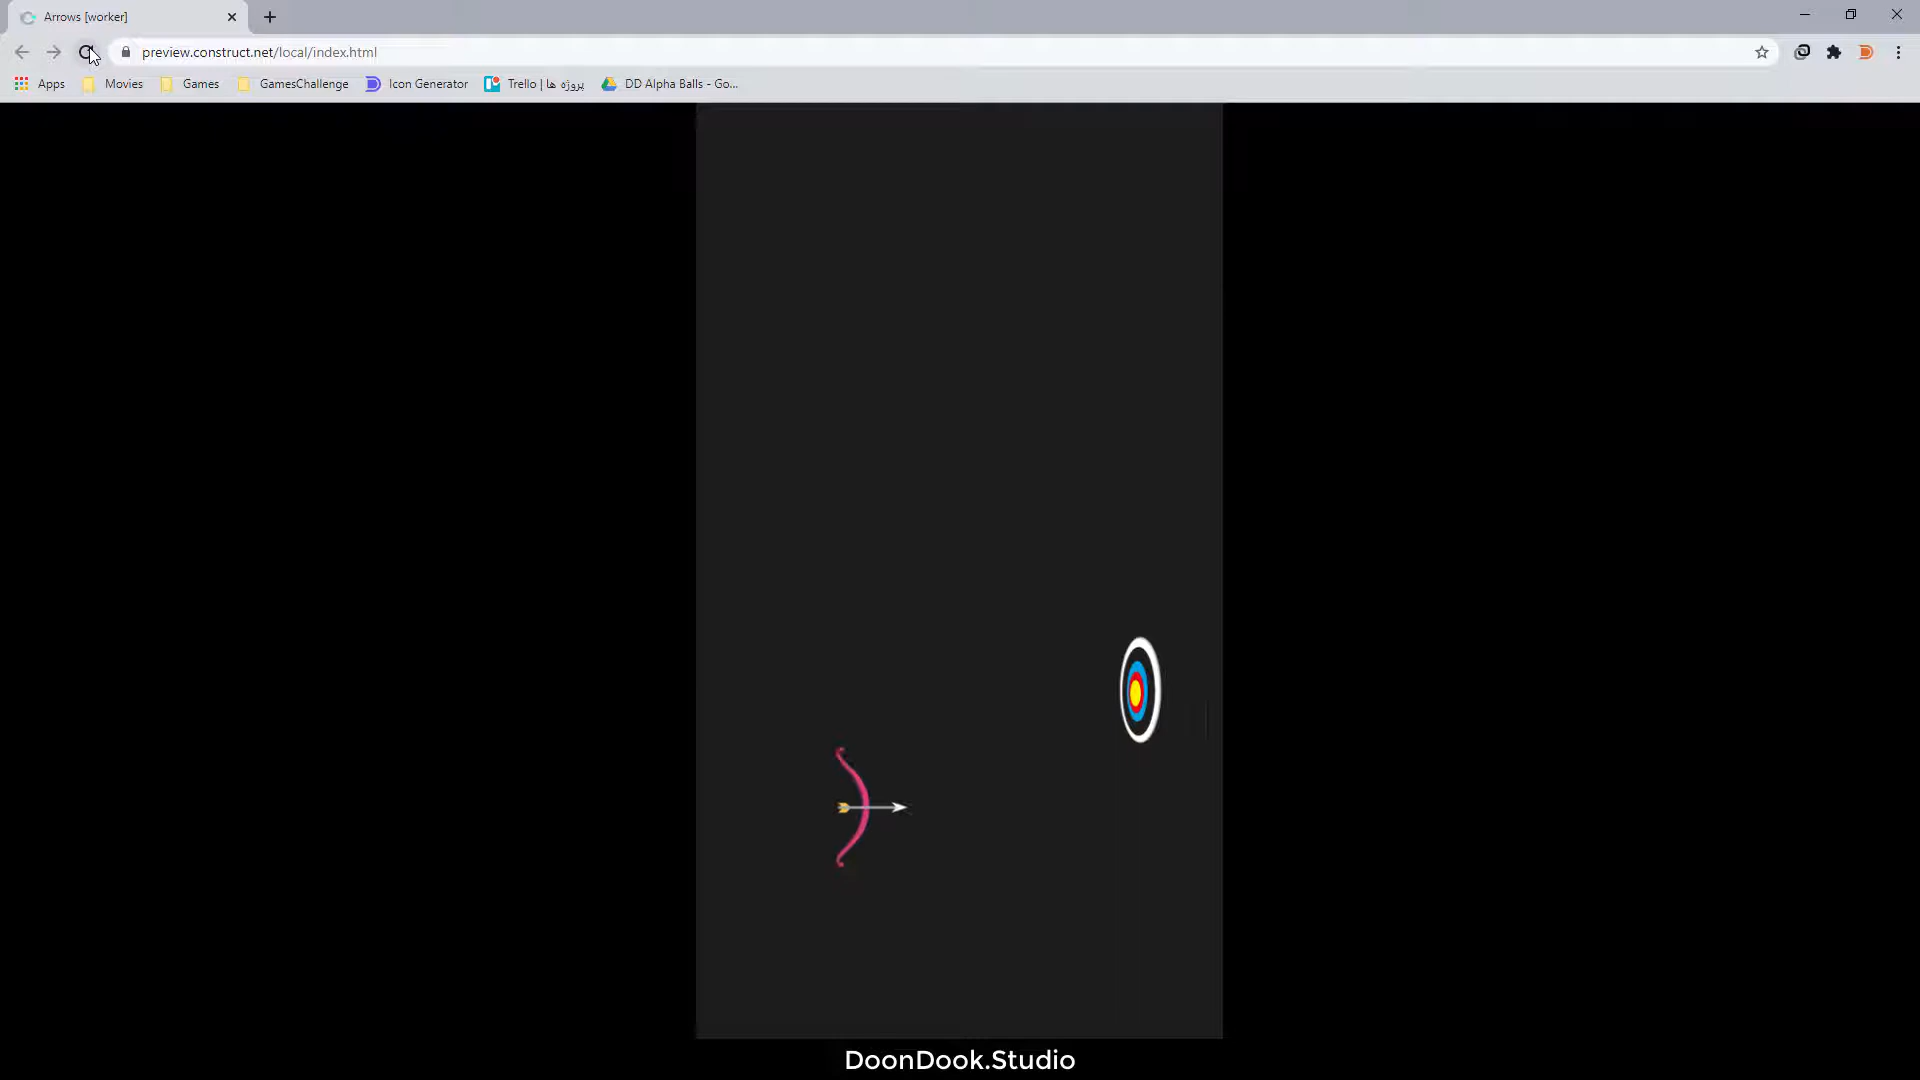 Arrows [worker]
preview.construct.net/local/index.html
Apps
Movies
Games
GamesChallenge
Icon Generator
Trello | پروژه ها
DD Alpha Balls - Go...
DoonDook.Studio